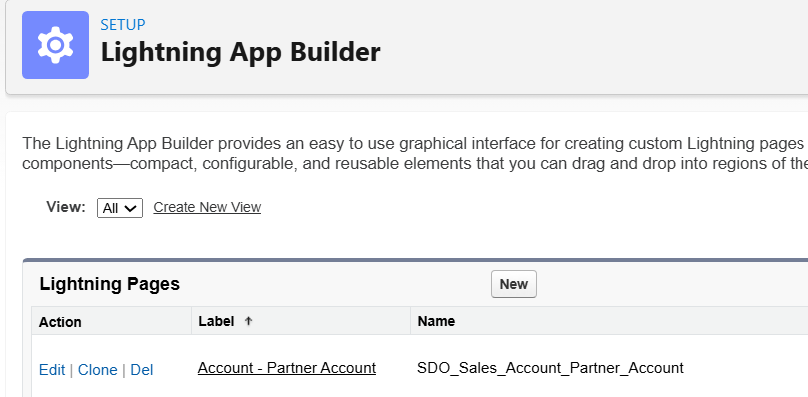 SETUP
Lightning App Builder
The Lightning App Builder provides an easy to use graphical interface for creating custom Lightning pages
components—compact, configurable, and reusable elements that you can drag and drop into regions of the
View: All Create New View
Lightning Pages New
Action Label ↑ Name
Edit | Clone | Del Account - Partner Account SDO_Sales_Account_Partner_Account